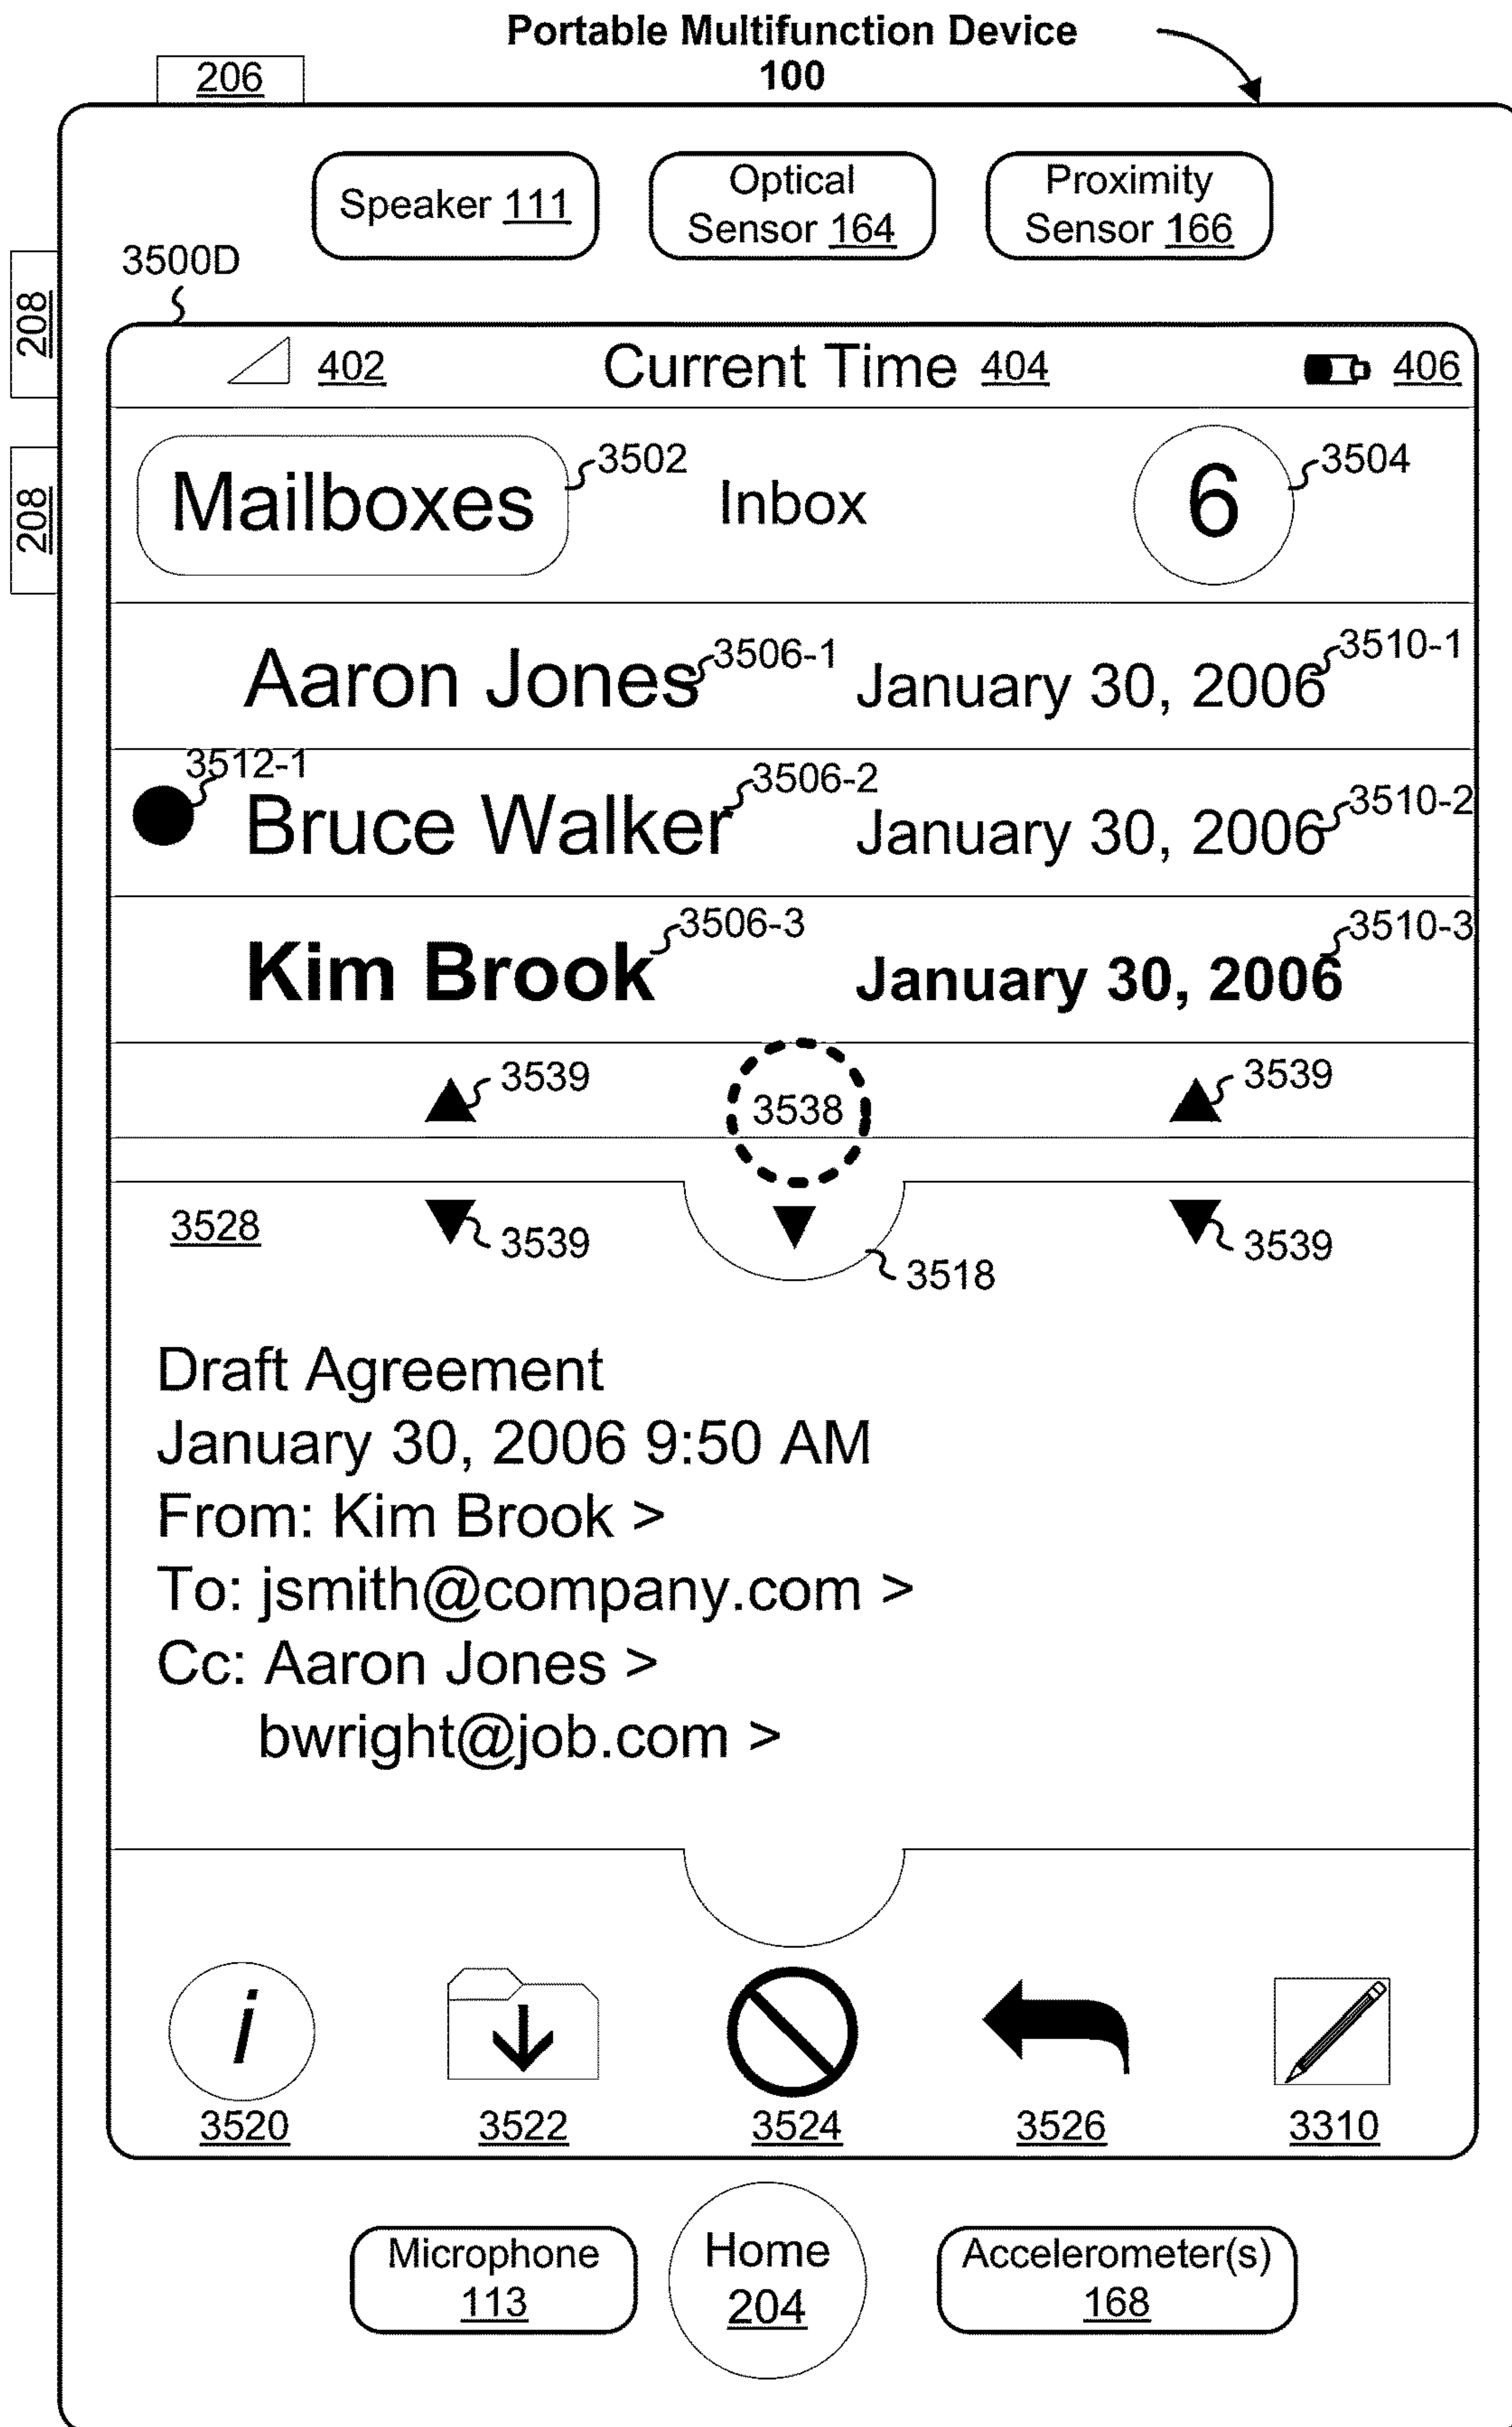 Portable Multifunction Device
100
206
Speaker 111
Optical
Sensor 164
Proximity
Sensor 166
3500D
208
402
Current Time 404
406
208
Mailboxes
3502
Inbox
6
3504
Aaron Jones
3506-1
January 30, 2006
3510-1
3512-1
Bruce Walker
3506-2
January 30, 2006
3510-2
Kim Brook
3506-3
January 30, 2006
3510-3
3539
3538
3539
3528
3539
3518
3539
Draft Agreement
January 30, 2006 9:50 AM
From: Kim Brook >
To: jsmith@company.com >
Cc: Aaron Jones >
bwright@job.com >
i
3520
3522
3524
3526
3310
Microphone
113
Home
204
Accelerometer(s)
168